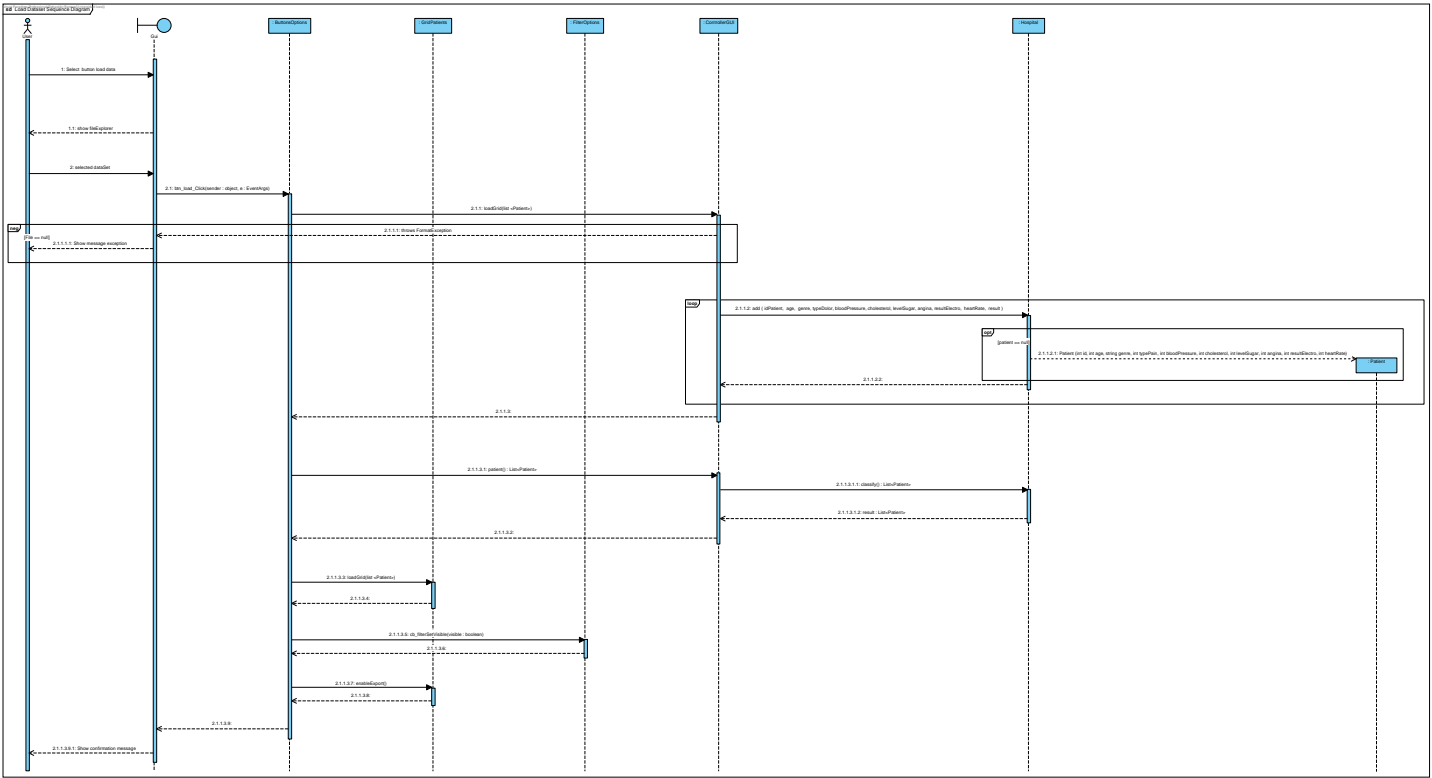 sd Load Dataset Sequence Diagram
User
Gui
: ButtonsOptions
: GridPatients
: FilterOptions
: ControllerGUI
: Hospital
1: Select button load data
1.1: show fileExplorer
2: selected dataSet
2.1: btn_load_Click(sender : object, e : EventArgs)
2.1.1: loadGrid(list <Patient>)
neg
2.1.1.1: throws FormatException
[File == null]
2.1.1.1.1: Show message exception
loop
2.1.1.2: add ( idPatient, age, genre, typeDolor, bloodPressure, cholesterol, levelSugar, angina, resultElectro, heartRate, result )
opt
[patient == null]
2.1.1.2.1: Patient (int id, int age, string genre, int typePain, int bloodPressure, int cholesterol, int levelSugar, int angina, int resultElectro, int heartRate)
: Patient
2.1.1.2.2:
2.1.1.3:
2.1.1.3.1: patient() : List<Patient>
2.1.1.3.1.1: classify() : List<Patient>
2.1.1.3.1.2: result : List<Patient>
2.1.1.3.2:
2.1.1.3.3: loadGrid(list <Patient>)
2.1.1.3.4:
2.1.1.3.5: cb_filterSetVisible(visible : boolean)
2.1.1.3.6:
2.1.1.3.7: enableExport()
2.1.1.3.8:
2.1.1.3.9:
2.1.1.3.9.1: Show confirmation message